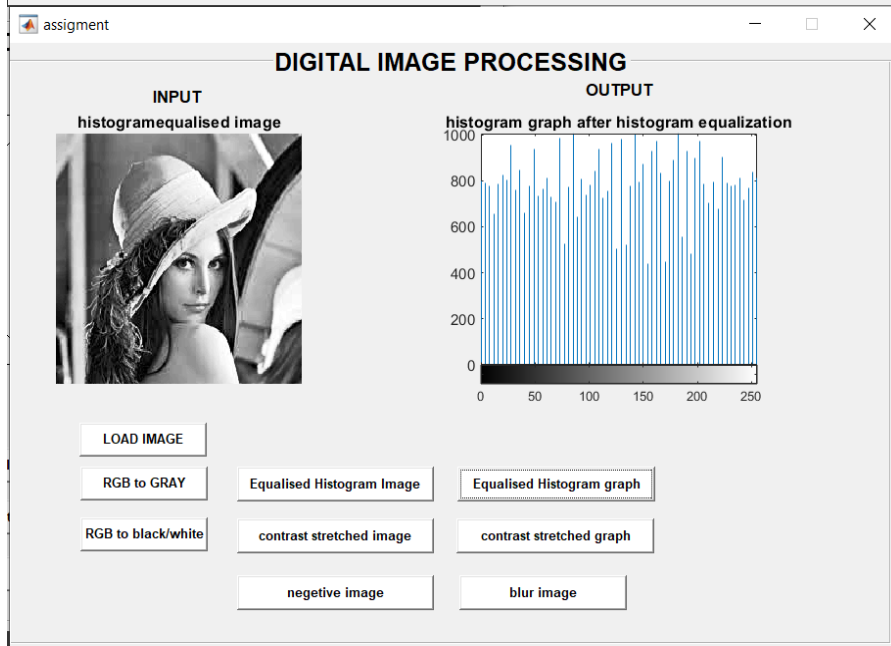 assigment
DIGITAL IMAGE PROCESSING
INPUT
OUTPUT
histogramequalised image
histogram graph after histogram equalization
1000
800
600
400
200
0
0 50 100 150 200 250
LOAD IMAGE
RGB to GRAY
Equalised Histogram Image
Equalised Histogram graph
RGB to black/white
contrast stretched image
contrast stretched graph
negetive image
blur image